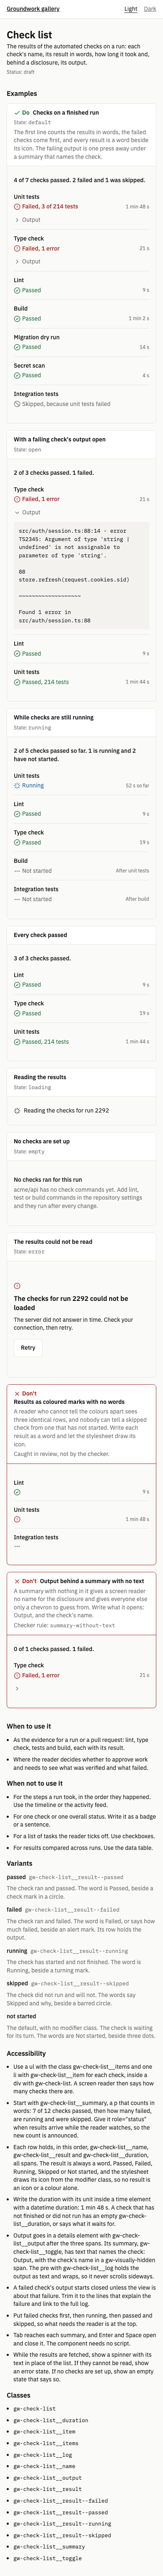 Groundwork gallery Light Dark
Check list
The results of the automated checks on a run: each
check's name, its result in words, how long it took and,
behind a disclosure, its output.
Status: draft
Examples
Do Checks on a finished run
State: default
The first line counts the results in words, the failed
checks come first, and every result is a word beside
its icon. The failing output is one press away under
a summary that names the check.
4 of 7 checks passed. 2 failed and 1 was skipped.
Unit tests
Failed, 3 of 214 tests 1 min 48 s
Output
Type check
Failed, 1 error 21 s
Output
Lint
Passed 9 s
Build
Passed 1 min 2 s
Migration dry run
Passed 14 s
Secret scan
Passed 4 s
Integration tests
Skipped, because unit tests failed
With a failing check's output open
State: open
2 of 3 checks passed. 1 failed.
Type check
Failed, 1 error 21 s
Output
src/auth/session.ts:88:14 - error
TS2345: Argument of type 'string |
undefined' is not assignable to
parameter of type 'string'.
88
store.refresh(request.cookies.sid)
~~~~~~~~~~~~~~~~~~~
Found 1 error in
src/auth/session.ts:88
Lint
Passed 9 s
Unit tests
Passed, 214 tests 1 min 44 s
While checks are still running
State: running
2 of 5 checks passed so far. 1 is running and 2
have not started.
Unit tests
Running 52 s so far
Lint
Passed 9 s
Type check
Passed 19 s
Build
Not started After unit tests
Integration tests
Not started After build
Every check passed
3 of 3 checks passed.
Lint
Passed 9 s
Type check
Passed 19 s
Unit tests
Passed, 214 tests 1 min 44 s
Reading the results
State: loading
Reading the checks for run 2292
No checks are set up
State: empty
No checks ran for this run
acme/api has no check commands yet. Add lint,
test or build commands in the repository settings
and they run after every change.
The results could not be read
State: error
The checks for run 2292 could not be
loaded
The server did not answer in time. Check your
connection, then retry.
Retry
Don't
Results as coloured marks with no words
A reader who cannot tell the colours apart sees
three identical rows, and nobody can tell a skipped
check from one that has not started. Write each
result as a word and let the stylesheet draw its
icon.
Caught in review, not by the checker.
Lint
9 s
Unit tests
1 min 48 s
Integration tests
Don't Output behind a summary with no text
A summary with nothing in it gives a screen reader
no name for the disclosure and gives everyone else
only a chevron to guess from. Write what it opens:
Output, and the check's name.
Checker rule: summary-without-text
0 of 1 checks passed. 1 failed.
Type check
Failed, 1 error 21 s
When to use it
As the evidence for a run or a pull request: lint, type
check, tests and build, each with its result.
Where the reader decides whether to approve work
and needs to see what was verified and what failed.
When not to use it
For the steps a run took, in the order they happened.
Use the timeline or the activity feed.
For one check or one overall status. Write it as a badge
or a sentence.
For a list of tasks the reader ticks off. Use checkboxes.
For results compared across runs. Use the data table.
Variants
passed gw-check-list__result--passed
The check ran and passed. The word is Passed, beside a
check mark in a circle.
failed gw-check-list__result--failed
The check ran and failed. The word is Failed, or says how
much failed, beside an alert mark. Its row holds the
output.
running gw-check-list__result--running
The check has started and not finished. The word is
Running, beside a turning mark.
skipped gw-check-list__result--skipped
The check did not run and will not. The words say
Skipped and why, beside a barred circle.
not started
The default, with no modifier class. The check is waiting
for its turn. The words are Not started, beside three dots.
Accessibility
Use a ul with the class gw-check-list__items and one
li with gw-check-list__item for each check, inside a
div with gw-check-list. A screen reader then says how
many checks there are.
Start with gw-check-list__summary, a p that counts in
words: 7 of 12 checks passed, then how many failed,
are running and were skipped. Give it role="status"
when results arrive while the reader watches, so the
new count is announced.
Each row holds, in this order, gw-check-list__name,
gw-check-list__result and gw-check-list__duration,
all spans. The result is always a word, Passed, Failed,
Running, Skipped or Not started, and the stylesheet
draws its icon from the modifier class, so no result is
an icon or a colour alone.
Write the duration with its unit inside a time element
with a datetime duration: 1 min 48 s. A check that has
not finished or did not run has an empty gw-check-
list__duration, or says what it waits for.
Output goes in a details element with gw-check-
list__output after the three spans. Its summary, gw-
check-list__toggle, has text that names the check:
Output, with the check's name in a gw-visually-hidden
span. The pre with gw-check-list__log holds the
output as text and wraps, so it never scrolls sideways.
A failed check's output starts closed unless the view is
about that failure. Trim it to the lines that explain the
failure and link to the full log.
Put failed checks first, then running, then passed and
skipped, so what needs the reader is at the top.
Tab reaches each summary, and Enter and Space open
and close it. The component needs no script.
While the results are fetched, show a spinner with its
text in place of the list. If they cannot be read, show
an error state. If no checks are set up, show an empty
state that says so.
Classes
gw-check-list
gw-check-list__duration
gw-check-list__item
gw-check-list__items
gw-check-list__log
gw-check-list__name
gw-check-list__output
gw-check-list__result
gw-check-list__result--failed
gw-check-list__result--passed
gw-check-list__result--running
gw-check-list__result--skipped
gw-check-list__summary
gw-check-list__toggle